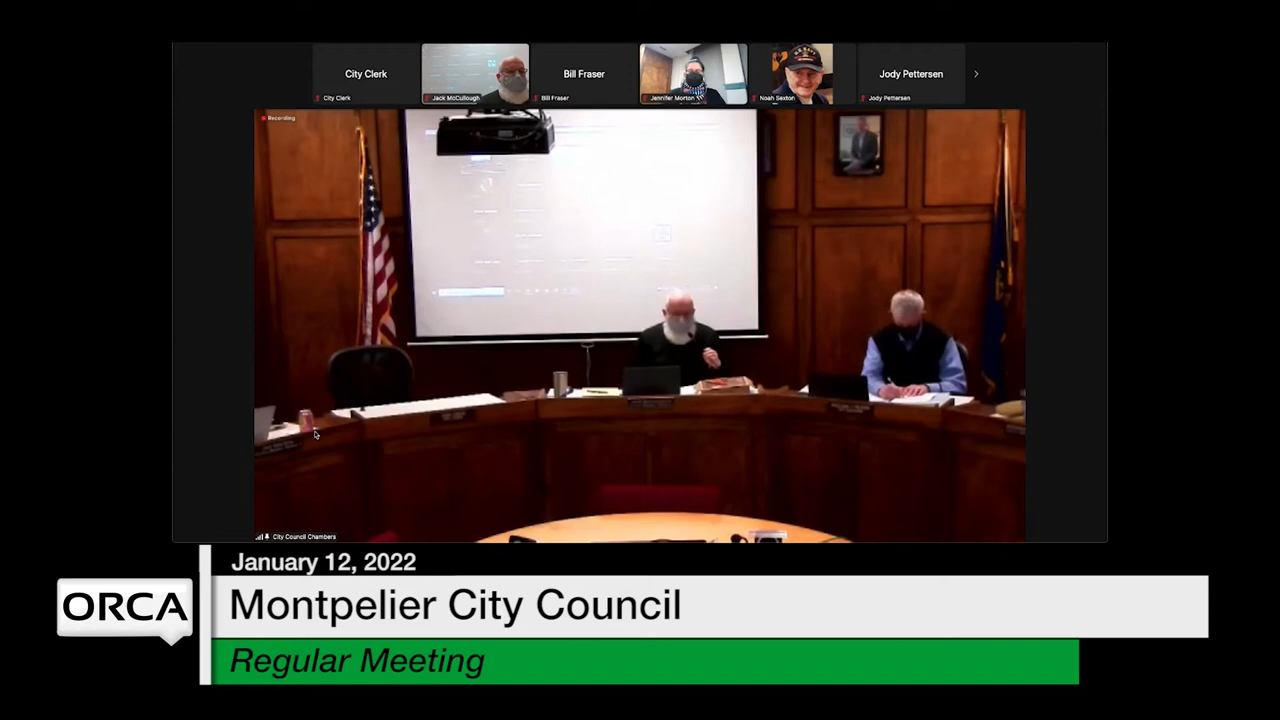 City Clerk
Bill Fraser
Jody Pettersen
City Clerk
Jack McCullough
Bill Fraser
Jennifer Morton
Noah Sexton
Jody Pettersen
Recording
City Council Chambers
January 12, 2022
ORCA
Montpelier City Council
Regular Meeting